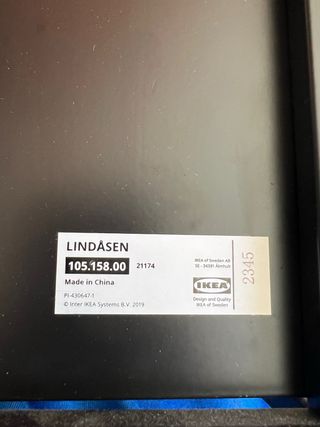 LINDÅSEN
105.158.00 21174
Made in China
PI-430647-1
© Inter IKEA Systems B.V. 2019
IKEA of Sweden AB
SE - 34381 Älmhult
IKEA
Design and Quality
IKEA of Sweden
2345